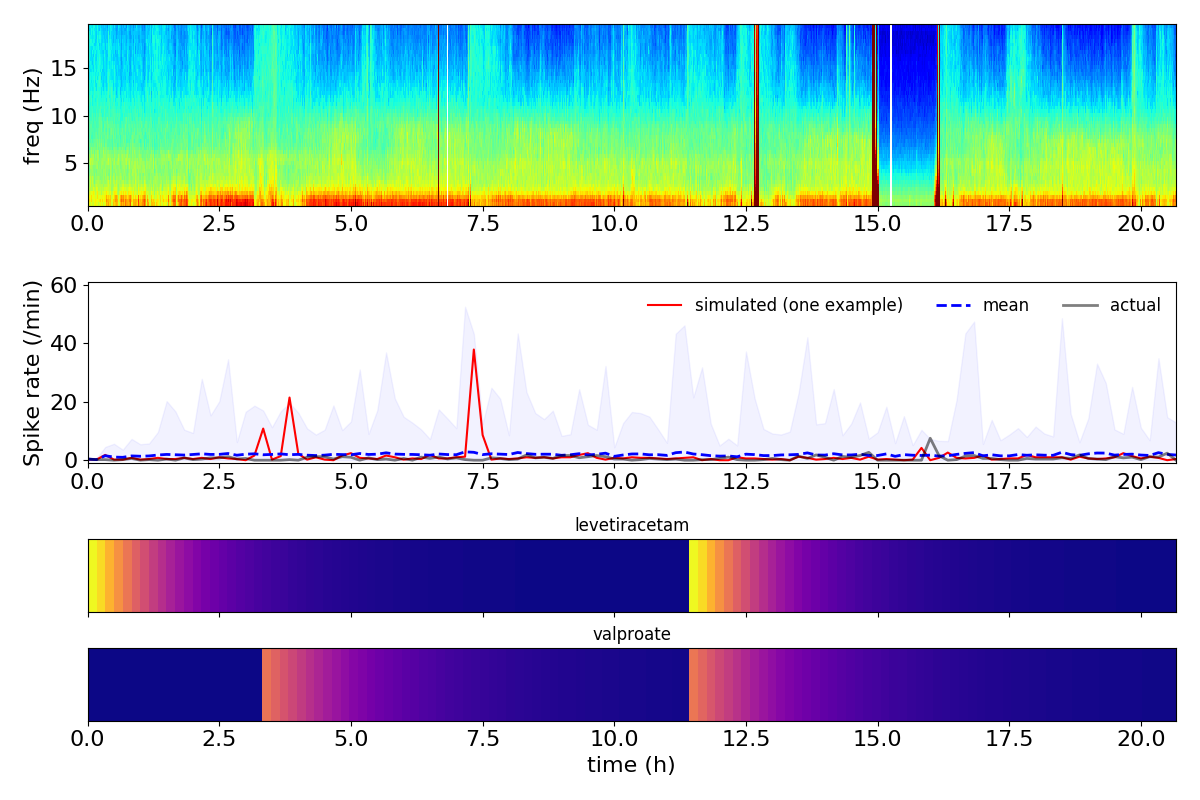 freq (Hz)
15
10
5
0.0 2.5 5.0 7.5 10.0 12.5 15.0 17.5 20.0
Spike rate (/min)
60
40
20
0
simulated (one example) mean actual
0.0 2.5 5.0 7.5 10.0 12.5 15.0 17.5 20.0
levetiracetam
valproate
0.0 2.5 5.0 7.5 10.0 12.5 15.0 17.5 20.0
time (h)